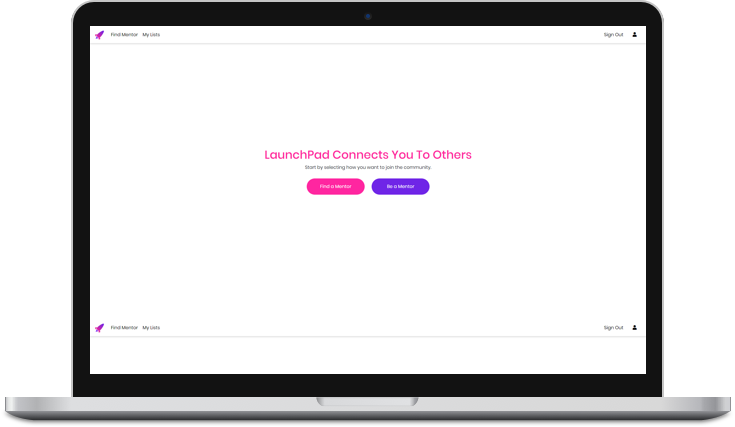 Find Mentor My Lists Sign Out
LaunchPad Connects You To Others
Start by selecting how you want to join the community.
Find a Mentor Be a Mentor
Find Mentor My Lists Sign Out